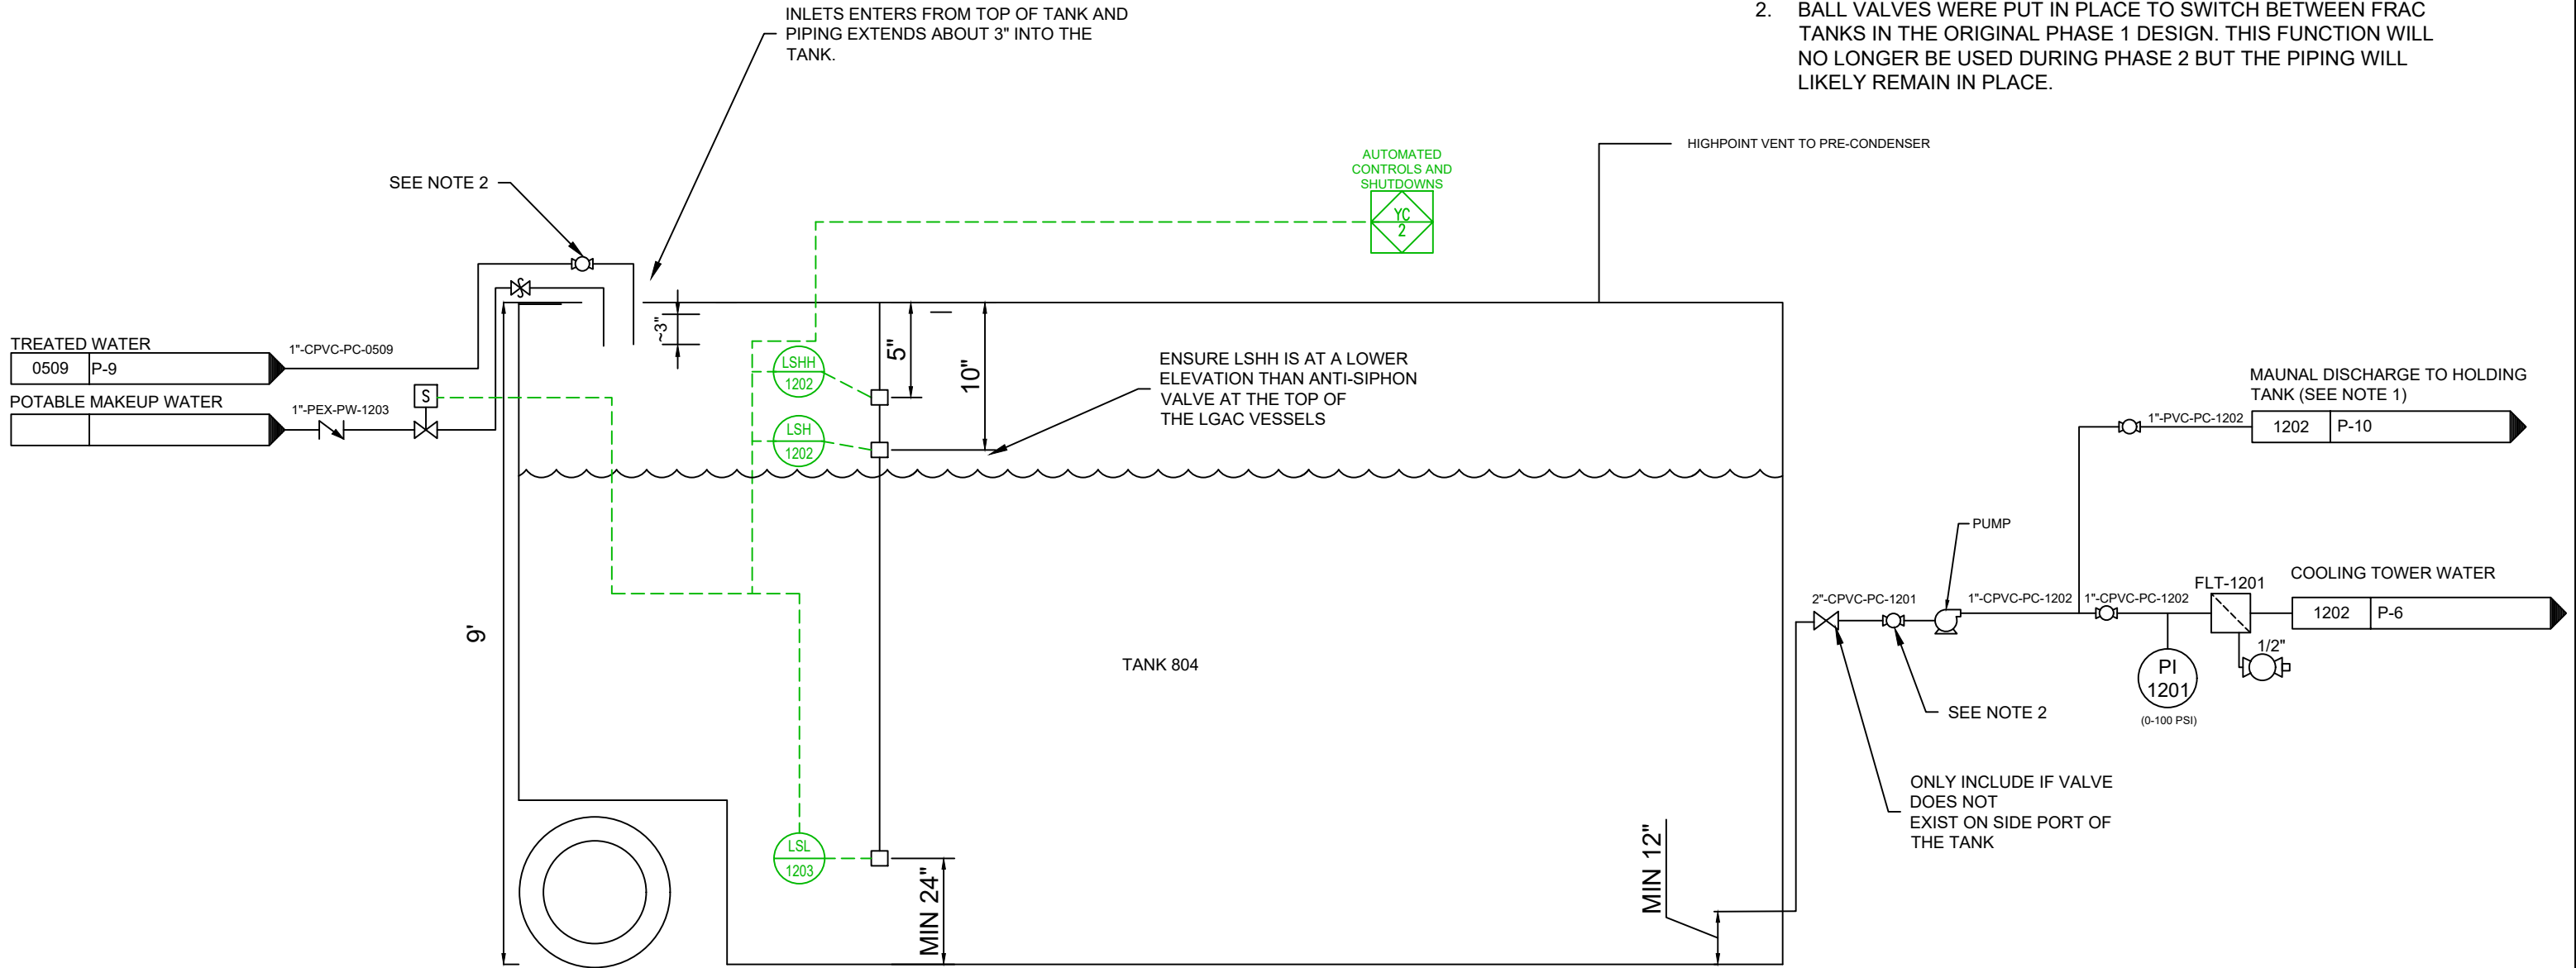 INLETS ENTERS FROM TOP OF TANK AND
PIPING EXTENDS ABOUT 3" INTO THE
TANK.
2. BALL VALVES WERE PUT IN PLACE TO SWITCH BETWEEN FRAC
TANKS IN THE ORIGINAL PHASE 1 DESIGN. THIS FUNCTION WILL
NO LONGER BE USED DURING PHASE 2 BUT THE PIPING WILL
LIKELY REMAIN IN PLACE.
HIGHPOINT VENT TO PRE-CONDENSER
AUTOMATED
CONTROLS AND
SHUTDOWNS
YC
2
SEE NOTE 2
TREATED WATER
0509 P-9
1"-CPVC-PC-0509
POTABLE MAKEUP WATER
1"-PEX-PW-1203
S
~3"
LSHH
1202
LSH
1202
5"
10"
ENSURE LSHH IS AT A LOWER
ELEVATION THAN ANTI-SIPHON
VALVE AT THE TOP OF
THE LGAC VESSELS
MAUNAL DISCHARGE TO HOLDING
TANK (SEE NOTE 1)
1"-PVC-PC-1202
1202 P-10
PUMP
2"-CPVC-PC-1201
1"-CPVC-PC-1202
1"-CPVC-PC-1202
FLT-1201
COOLING TOWER WATER
1202 P-6
1/2"
PI
1201
(0-100 PSI)
SEE NOTE 2
ONLY INCLUDE IF VALVE
DOES NOT
EXIST ON SIDE PORT OF
THE TANK
9'
TANK 804
LSL
1203
MIN 24"
MIN 12"